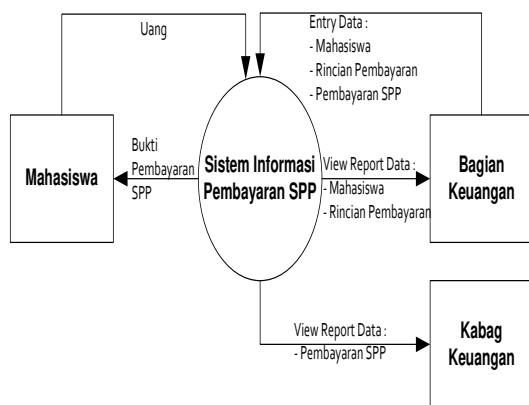 Uang
Entry Data :
- Mahasiswa
- Rincian Pembayaran
- Pembayaran SPP
Mahasiswa
Bukti
Pembayaran
SPP
Sistem Informasi
Pembayaran SPP
View Report Data :
- Mahasiswa
- Rincian Pembayaran
Bagian
Keuangan
View Report Data :
- Pembayaran SPP
Kabag
Keuangan